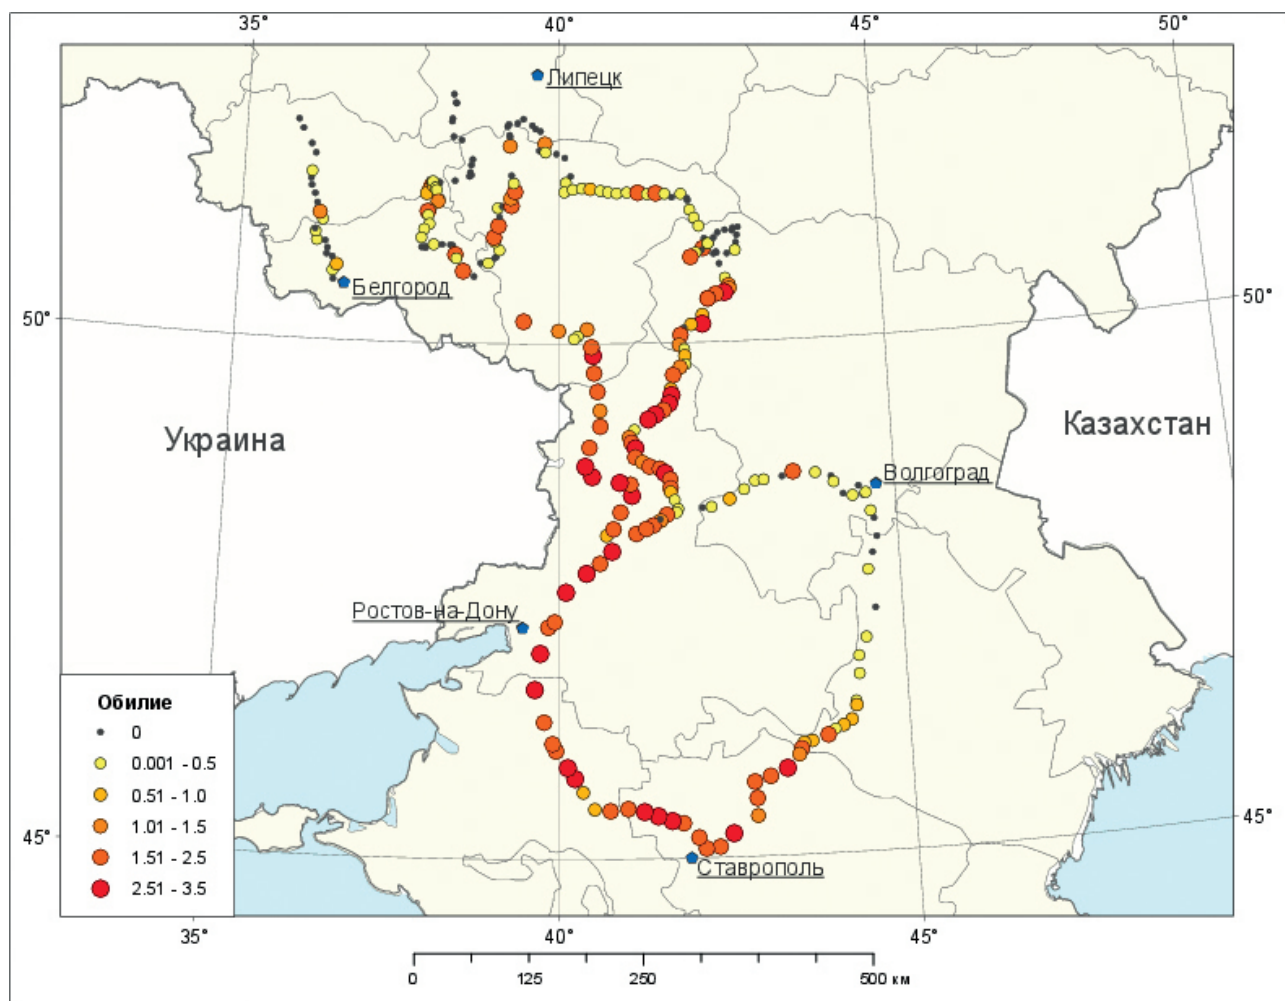 35°
40°
45°
50°
Липецк
Белгород
50°
50°
Украина
Казахстан
Волгоград
Ростов-на-Дону
Обилие
0
0.001 - 0.5
0.51 - 1.0
1.01 - 1.5
1.51 - 2.5
2.51 - 3.5
45°
45°
Ставрополь
35°
40°
45°
0
125
250
500 км